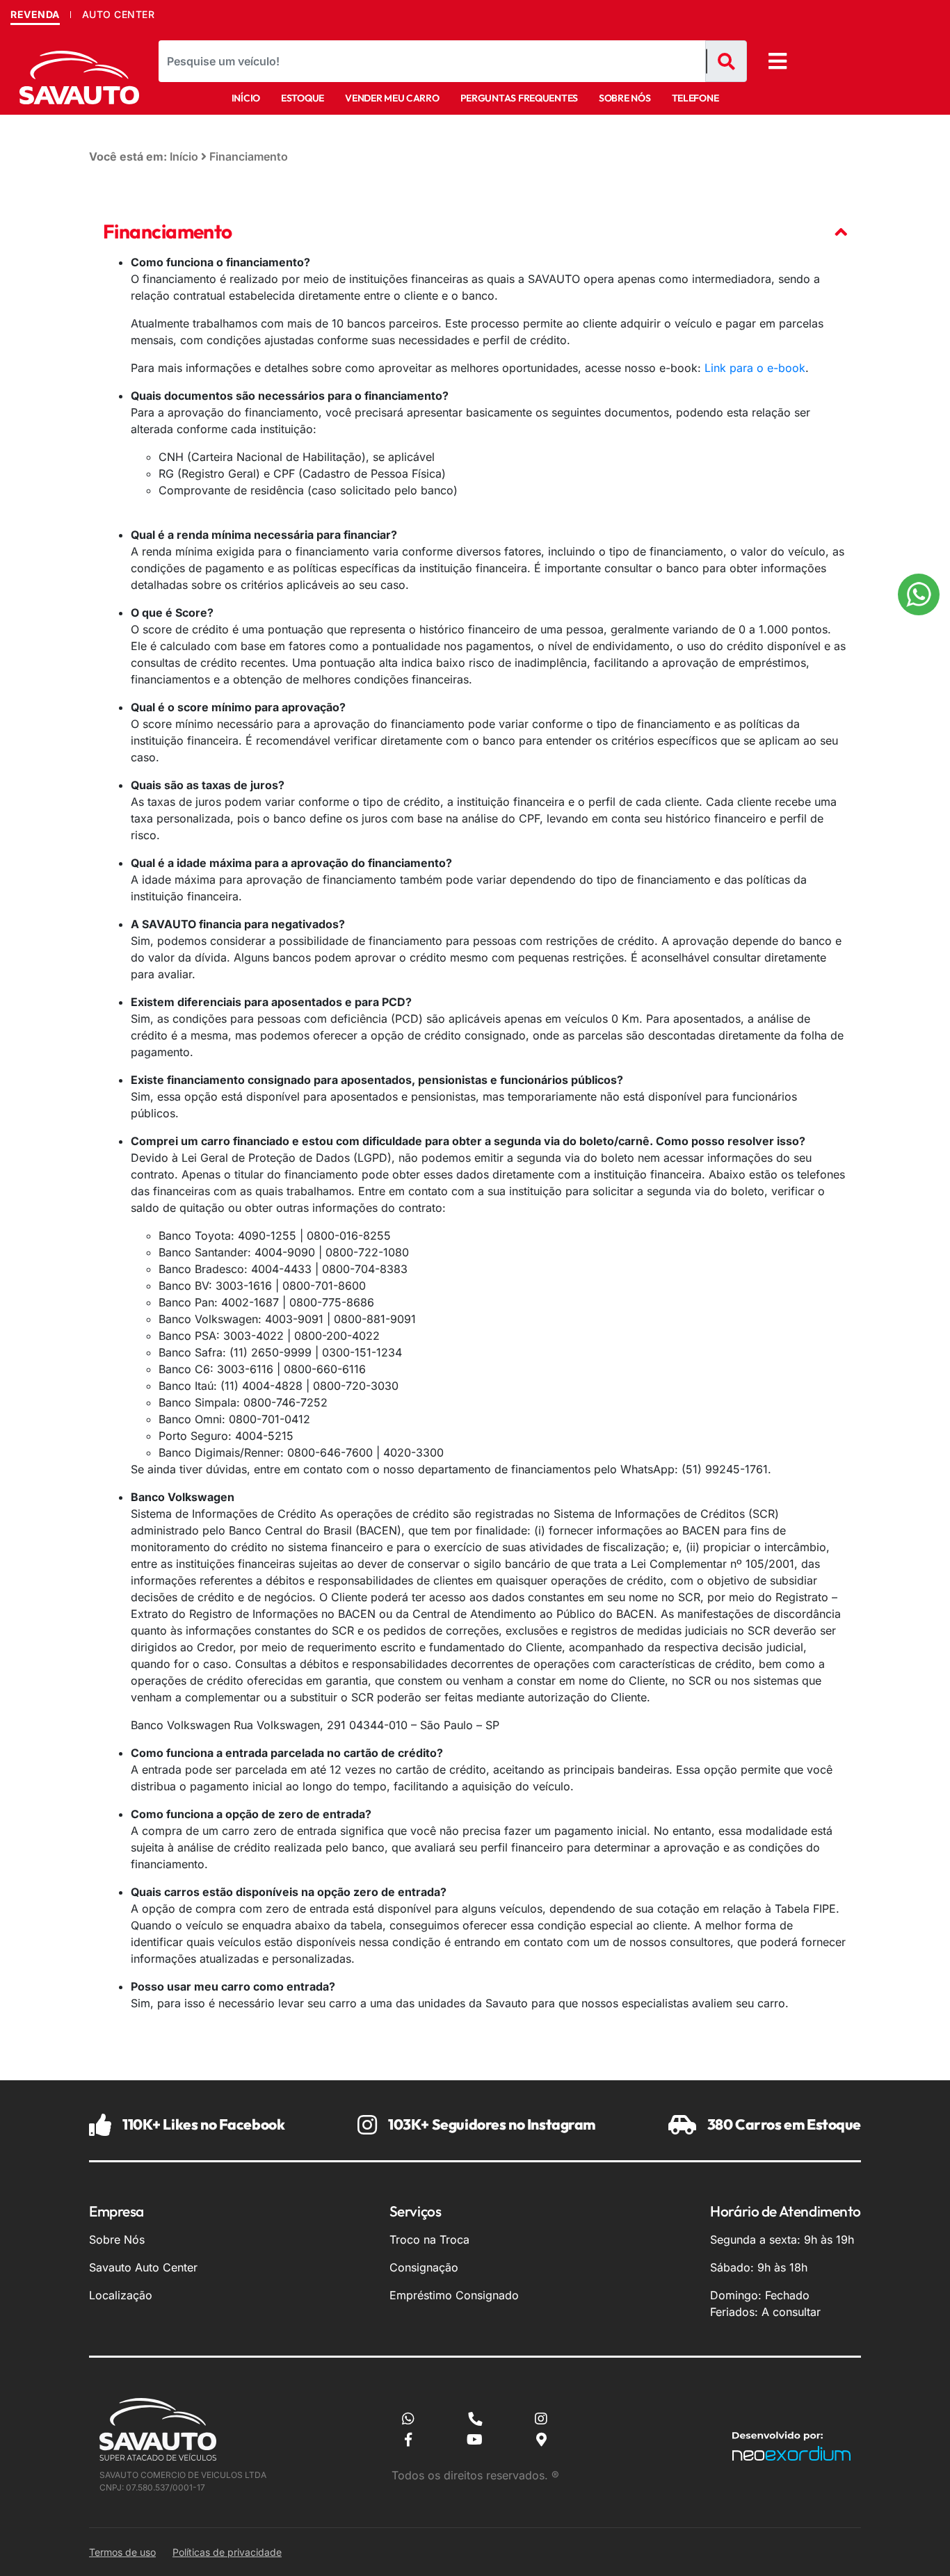 REVENDA | AUTO CENTER
SAVAUTO
Pesquise um veículo!
INÍCIO ESTOQUE VENDER MEU CARRO PERGUNTAS FREQUENTES SOBRE NÓS TELEFONE
Você está em: Início > Financiamento
Financiamento
• Como funciona o financiamento?
O financiamento é realizado por meio de instituições financeiras as quais a SAVAUTO opera apenas como intermediadora, sendo a
relação contratual estabelecida diretamente entre o cliente e o banco.
Atualmente trabalhamos com mais de 10 bancos parceiros. Este processo permite ao cliente adquirir o veículo e pagar em parcelas
mensais, com condições ajustadas conforme suas necessidades e perfil de crédito.
Para mais informações e detalhes sobre como aproveitar as melhores oportunidades, acesse nosso e-book: Link para o e-book.
• Quais documentos são necessários para o financiamento?
Para a aprovação do financiamento, você precisará apresentar basicamente os seguintes documentos, podendo esta relação ser
alterada conforme cada instituição:
◦ CNH (Carteira Nacional de Habilitação), se aplicável
◦ RG (Registro Geral) e CPF (Cadastro de Pessoa Física)
◦ Comprovante de residência (caso solicitado pelo banco)
• Qual é a renda mínima necessária para financiar?
A renda mínima exigida para o financiamento varia conforme diversos fatores, incluindo o tipo de financiamento, o valor do veículo, as
condições de pagamento e as políticas específicas da instituição financeira. É importante consultar o banco para obter informações
detalhadas sobre os critérios aplicáveis ao seu caso.
• O que é Score?
O score de crédito é uma pontuação que representa o histórico financeiro de uma pessoa, geralmente variando de 0 a 1.000 pontos.
Ele é calculado com base em fatores como a pontualidade nos pagamentos, o nível de endividamento, o uso do crédito disponível e as
consultas de crédito recentes. Uma pontuação alta indica baixo risco de inadimplência, facilitando a aprovação de empréstimos,
financiamentos e a obtenção de melhores condições financeiras.
• Qual é o score mínimo para aprovação?
O score mínimo necessário para a aprovação do financiamento pode variar conforme o tipo de financiamento e as políticas da
instituição financeira. É recomendável verificar diretamente com o banco para entender os critérios específicos que se aplicam ao seu
caso.
• Quais são as taxas de juros?
As taxas de juros podem variar conforme o tipo de crédito, a instituição financeira e o perfil de cada cliente. Cada cliente recebe uma
taxa personalizada, pois o banco define os juros com base na análise do CPF, levando em conta seu histórico financeiro e perfil de
risco.
• Qual é a idade máxima para a aprovação do financiamento?
A idade máxima para aprovação de financiamento também pode variar dependendo do tipo de financiamento e das políticas da
instituição financeira.
• A SAVAUTO financia para negativados?
Sim, podemos considerar a possibilidade de financiamento para pessoas com restrições de crédito. A aprovação depende do banco e
do valor da dívida. Alguns bancos podem aprovar o crédito mesmo com pequenas restrições. É aconselhável consultar diretamente
para avaliar.
• Existem diferenciais para aposentados e para PCD?
Sim, as condições para pessoas com deficiência (PCD) são aplicáveis apenas em veículos 0 Km. Para aposentados, a análise de
crédito é a mesma, mas podemos oferecer a opção de crédito consignado, onde as parcelas são descontadas diretamente da folha de
pagamento.
• Existe financiamento consignado para aposentados, pensionistas e funcionários públicos?
Sim, essa opção está disponível para aposentados e pensionistas, mas temporariamente não está disponível para funcionários
públicos.
• Comprei um carro financiado e estou com dificuldade para obter a segunda via do boleto/carnê. Como posso resolver isso?
Devido à Lei Geral de Proteção de Dados (LGPD), não podemos emitir a segunda via do boleto nem acessar informações do seu
contrato. Apenas o titular do financiamento pode obter esses dados diretamente com a instituição financeira. Abaixo estão os telefones
das financeiras com as quais trabalhamos. Entre em contato com a sua instituição para solicitar a segunda via do boleto, verificar o
saldo de quitação ou obter outras informações do contrato:
◦ Banco Toyota: 4090-1255 | 0800-016-8255
◦ Banco Santander: 4004-9090 | 0800-722-1080
◦ Banco Bradesco: 4004-4433 | 0800-704-8383
◦ Banco BV: 3003-1616 | 0800-701-8600
◦ Banco Pan: 4002-1687 | 0800-775-8686
◦ Banco Volkswagen: 4003-9091 | 0800-881-9091
◦ Banco PSA: 3003-4022 | 0800-200-4022
◦ Banco Safra: (11) 2650-9999 | 0300-151-1234
◦ Banco C6: 3003-6116 | 0800-660-6116
◦ Banco Itaú: (11) 4004-4828 | 0800-720-3030
◦ Banco Simpala: 0800-746-7252
◦ Banco Omni: 0800-701-0412
◦ Porto Seguro: 4004-5215
◦ Banco Digimais/Renner: 0800-646-7600 | 4020-3300
Se ainda tiver dúvidas, entre em contato com o nosso departamento de financiamentos pelo WhatsApp: (51) 99245-1761.
• Banco Volkswagen
Sistema de Informações de Crédito As operações de crédito são registradas no Sistema de Informações de Créditos (SCR)
administrado pelo Banco Central do Brasil (BACEN), que tem por finalidade: (i) fornecer informações ao BACEN para fins de
monitoramento do crédito no sistema financeiro e para o exercício de suas atividades de fiscalização; e, (ii) propiciar o intercâmbio,
entre as instituições financeiras sujeitas ao dever de conservar o sigilo bancário de que trata a Lei Complementar nº 105/2001, das
informações referentes a débitos e responsabilidades de clientes em quaisquer operações de crédito, com o objetivo de subsidiar
decisões de crédito e de negócios. O Cliente poderá ter acesso aos dados constantes em seu nome no SCR, por meio do Registrato –
Extrato do Registro de Informações no BACEN ou da Central de Atendimento ao Público do BACEN. As manifestações de discordância
quanto às informações constantes do SCR e os pedidos de correções, exclusões e registros de medidas judiciais no SCR deverão ser
dirigidos ao Credor, por meio de requerimento escrito e fundamentado do Cliente, acompanhado da respectiva decisão judicial,
quando for o caso. Consultas a débitos e responsabilidades decorrentes de operações com características de crédito, bem como a
operações de crédito oferecidas em garantia, que constem ou venham a constar em nome do Cliente, no SCR ou nos sistemas que
venham a complementar ou a substituir o SCR poderão ser feitas mediante autorização do Cliente.
Banco Volkswagen Rua Volkswagen, 291 04344-010 – São Paulo – SP
• Como funciona a entrada parcelada no cartão de crédito?
A entrada pode ser parcelada em até 12 vezes no cartão de crédito, aceitando as principais bandeiras. Essa opção permite que você
distribua o pagamento inicial ao longo do tempo, facilitando a aquisição do veículo.
• Como funciona a opção de zero de entrada?
A compra de um carro zero de entrada significa que você não precisa fazer um pagamento inicial. No entanto, essa modalidade está
sujeita à análise de crédito realizada pelo banco, que avaliará seu perfil financeiro para determinar a aprovação e as condições do
financiamento.
• Quais carros estão disponíveis na opção zero de entrada?
A opção de compra com zero de entrada está disponível para alguns veículos, dependendo de sua cotação em relação à Tabela FIPE.
Quando o veículo se enquadra abaixo da tabela, conseguimos oferecer essa condição especial ao cliente. A melhor forma de
identificar quais veículos estão disponíveis nessa condição é entrando em contato com um de nossos consultores, que poderá fornecer
informações atualizadas e personalizadas.
• Posso usar meu carro como entrada?
Sim, para isso é necessário levar seu carro a uma das unidades da Savauto para que nossos especialistas avaliem seu carro.
110K+ Likes no Facebook 103K+ Seguidores no Instagram 380 Carros em Estoque
Empresa
Sobre Nós
Savauto Auto Center
Localização
Serviços
Troco na Troca
Consignação
Empréstimo Consignado
Horário de Atendimento
Segunda a sexta: 9h às 19h
Sábado: 9h às 18h
Domingo: Fechado
Feriados: A consultar
SAVAUTO
SUPER ATACADO DE VEÍCULOS
SAVAUTO COMERCIO DE VEICULOS LTDA
CNPJ: 07.580.537/0001-17
Todos os direitos reservados. ®
Desenvolvido por:
neoexordium
Termos de uso Políticas de privacidade